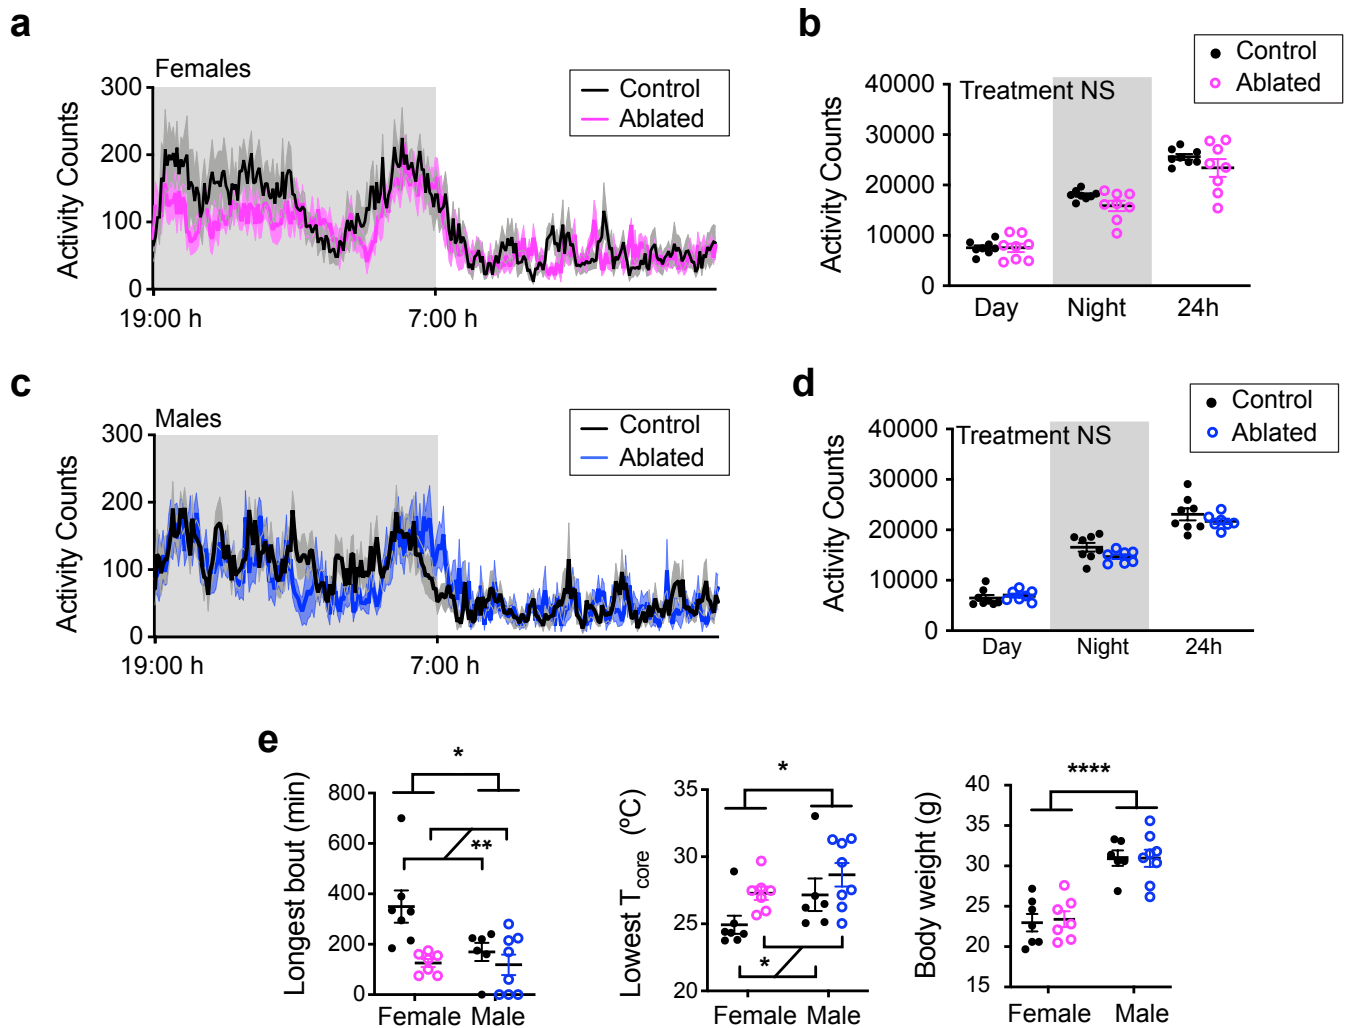 a
Females
Control
Ablated
Activity Counts
300
200
100
0
19:00 h
7:00 h
b
Control
Ablated
Treatment NS
Activity Counts
40000
30000
20000
10000
0
Day
Night
24h
c
Males
Control
Ablated
Activity Counts
300
200
100
0
19:00 h
7:00 h
d
Control
Ablated
Treatment NS
Activity Counts
40000
30000
20000
10000
0
Day
Night
24h
e
Longest bout (min)
800
600
400
200
0
*
**
Female
Male
Lowest Tcore (ºC)
35
30
25
20
*
*
Female
Male
Body weight (g)
40
35
30
25
20
15
****
Female
Male